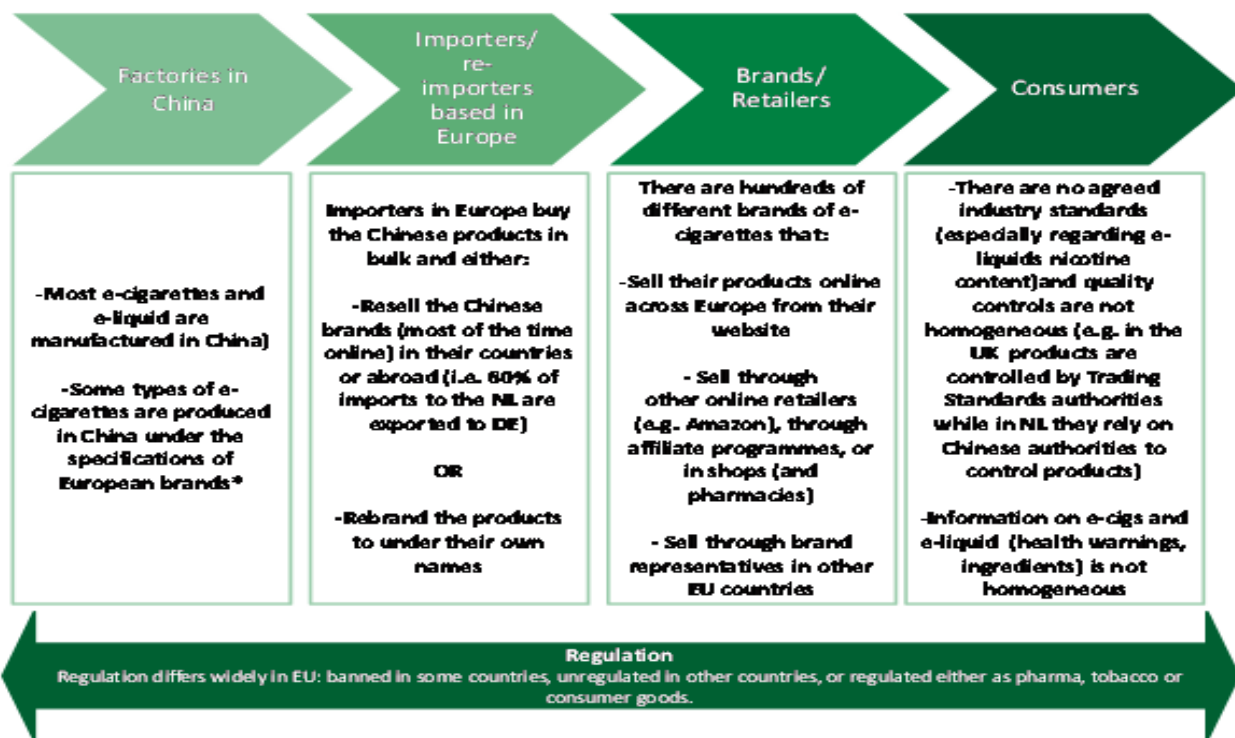 Factories in
China
Importers/
re-
importers
based in
Europe
Brands/
Retailers
Consumers
-Most e-cigarettes and
e-liquid are
manufactured in China)
-Some types of e-
cigarettes are produced
in China under the
specifications of
European brands*
Importers in Europe buy
the Chinese products in
bulk and either:
-Resell the Chinese
brands (most of the time
online) in their countries
or abroad (i.e. 60% of
imports to the NL are
exported to DE)
OR
-Rebrand the products
to under their own
names
There are hundreds of
different brands of e-
cigarettes that:
-Sell their products online
across Europe from their
website
- Sell through
other online retailers
(e.g. Amazon), through
affiliate programmes, or
in shops (and
pharmacies)
- Sell through brand
representatives in other
EU countries
-There are no agreed
industry standards
(especially regarding e-
liquids nicotine
content)and quality
controls are not
homogeneous (e.g. in the
UK products are
controlled by Trading
Standards authorities
while in NL they rely on
Chinese authorities to
control products)
-Information on e-cigs and
e-liquid (health warnings,
ingredients) is not
homogeneous
Regulation
Regulation differs widely in EU: banned in some countries, unregulated in other countries, or regulated either as pharma, tobacco or
consumer goods.